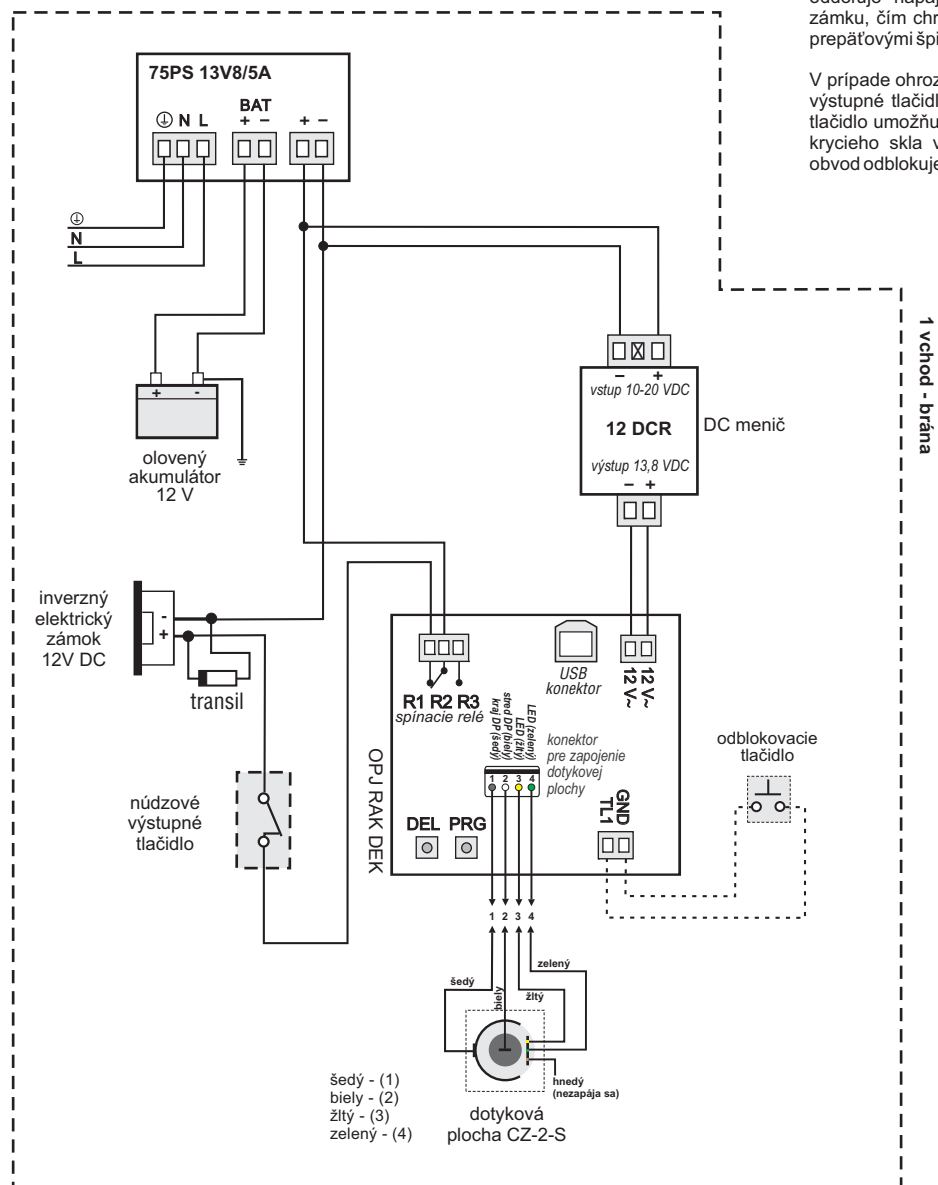 zámku, čím chr
prepäťovými špi
V prípade ohroz
výstupné tlačidl
tlačidlo umožňu
krycieho skla v
obvod odblokuje
75PS 13V8/5A
BAT
N L + − + −
N
L
+ -
olovený
akumulátor
12 V
1 vchod - brána
− +
vstup 10-20 VDC
12 DCR
výstup 13,8 VDC
− +
DC menič
inverzný
elektrický
zámok
12V DC
-
+
transil
núdzové
výstupné
tlačidlo
OPJ RAK DEK
R1 R2 R3
spínacie relé
USB
konektor
12 V~
12 V~
kraj DP (šedý)
stred DP (biely)
LED (žltý)
LED (zelený)
1 2 3 4
konektor
pre zapojenie
dotykovej
plochy
DEL PRG
GND
TL1
odblokovacie
tlačidlo
1 2 3 4
šedý
biely
žltý
zelený
hnedý
(nezapája sa)
šedý - (1)
biely - (2)
žltý - (3)
zelený - (4)
dotyková
plocha CZ-2-S